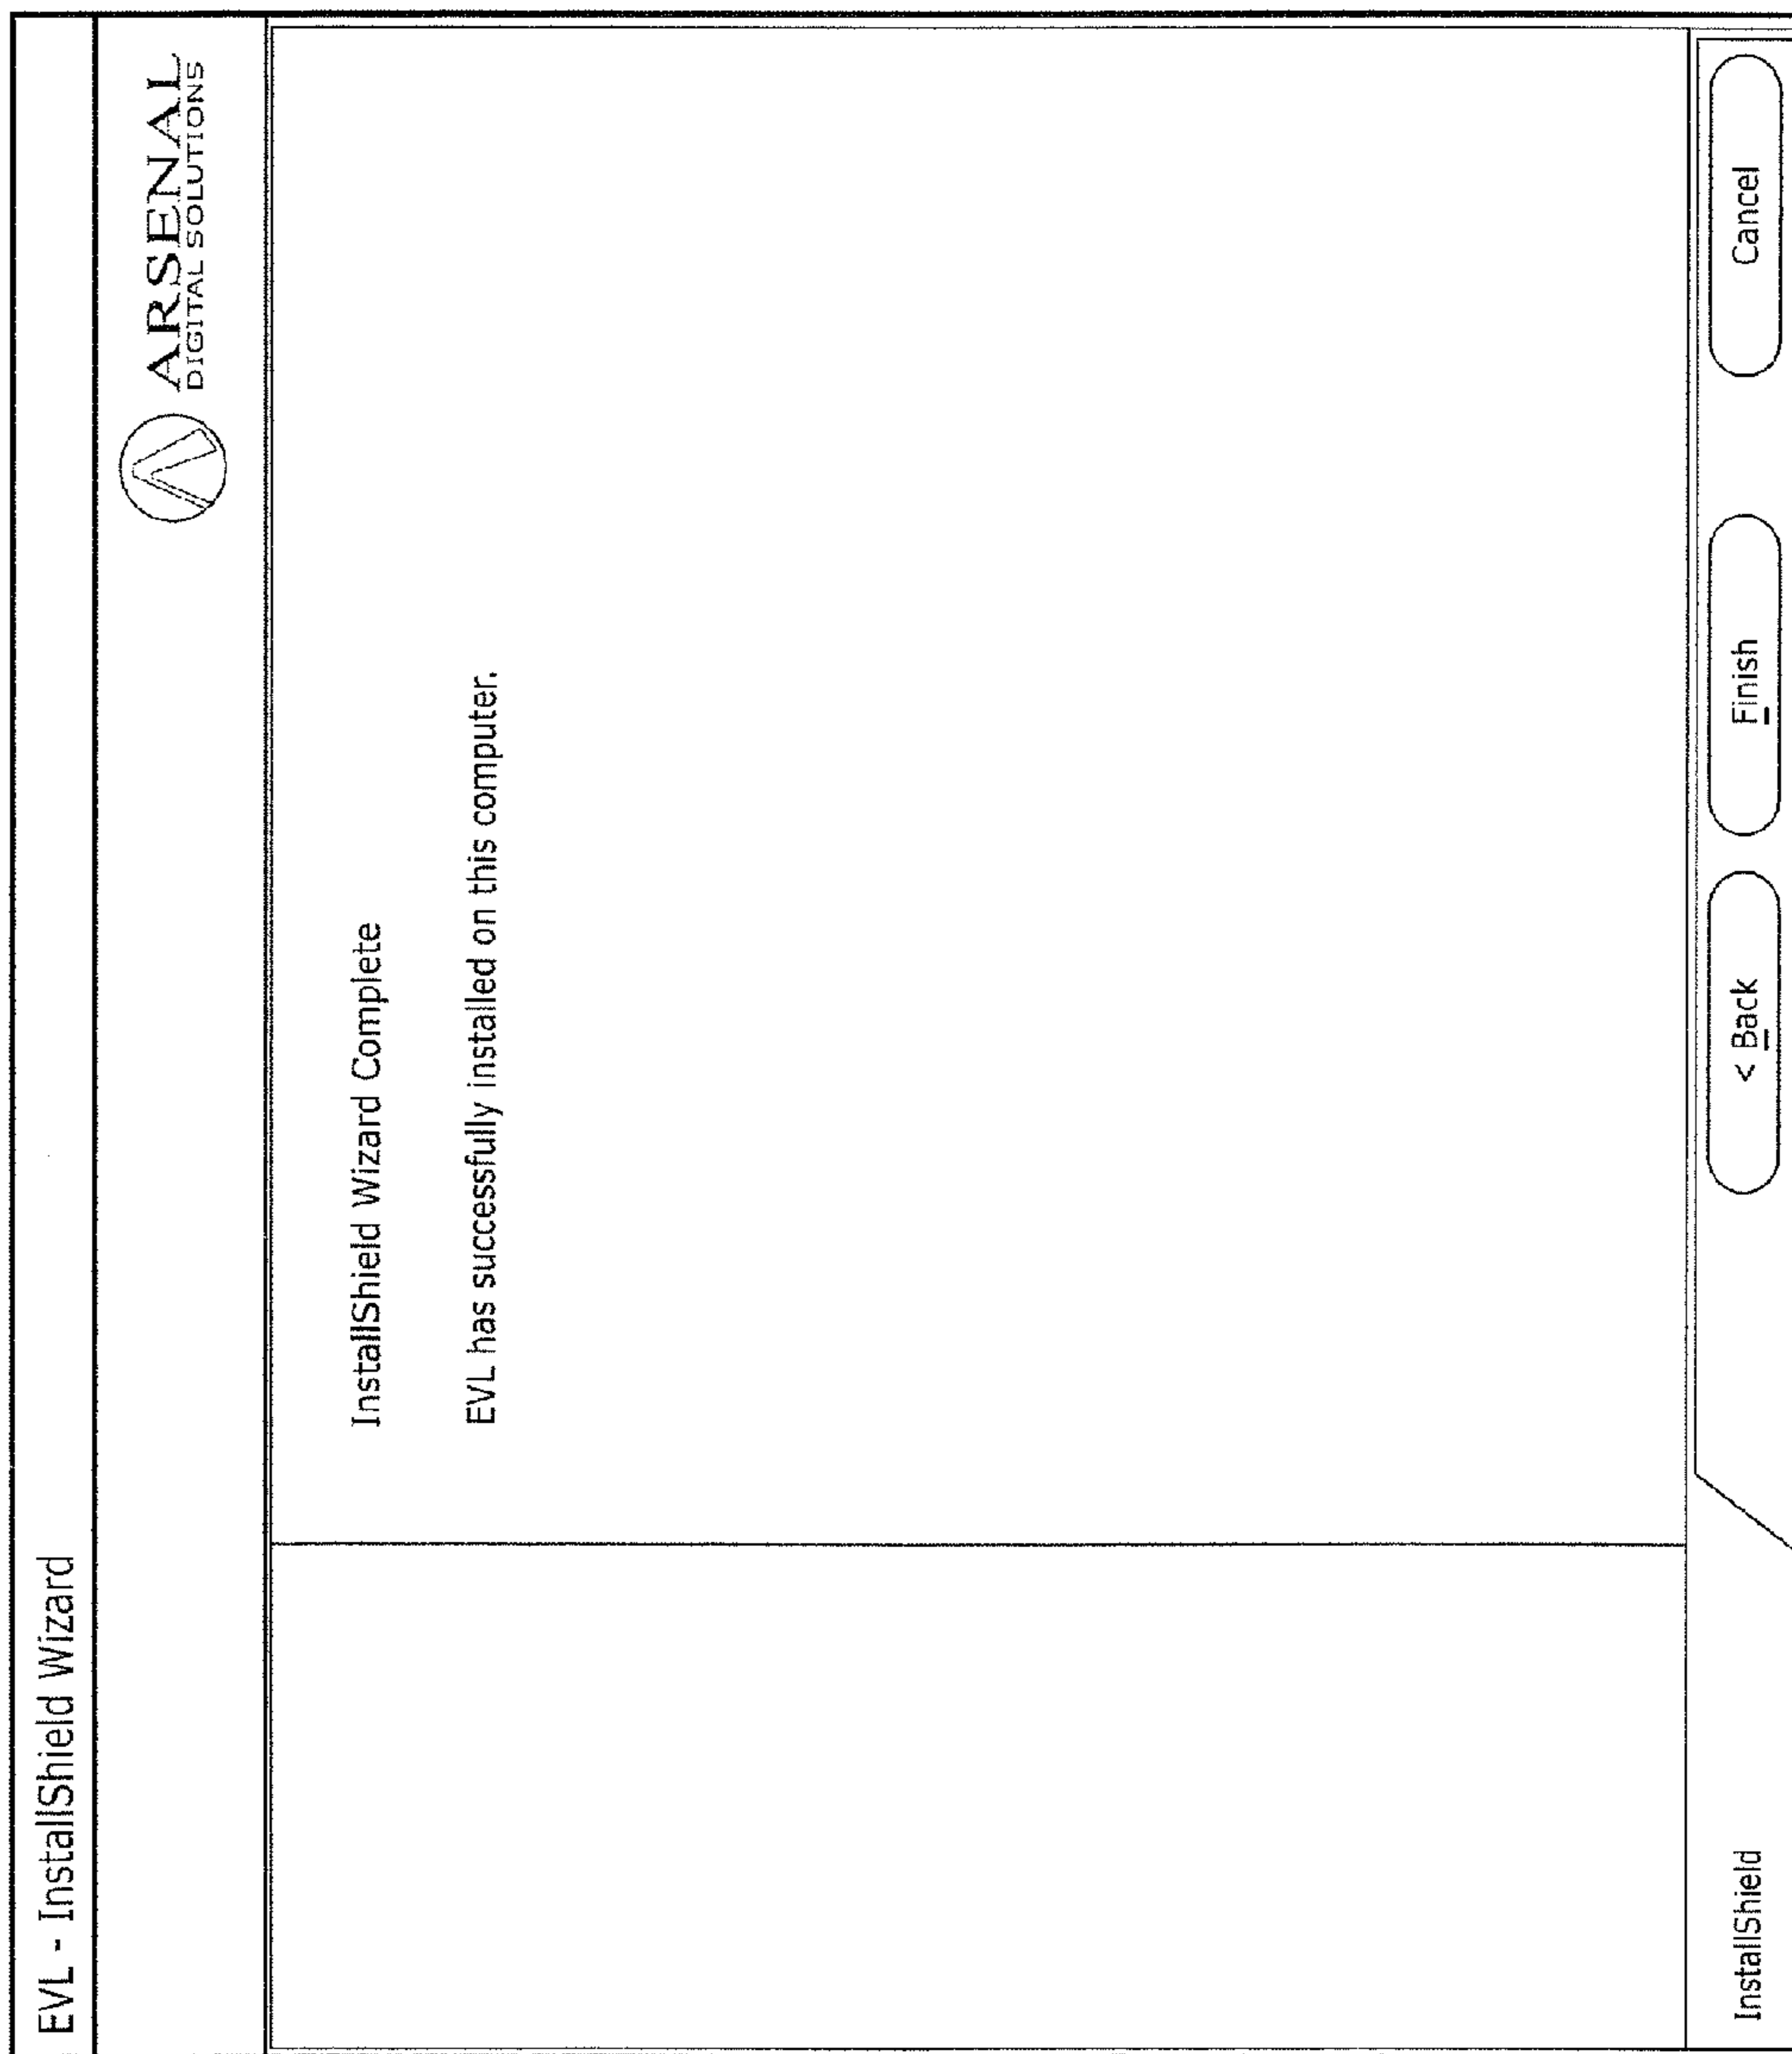 EVL - InstallShield Wizard
ARSENAL
DIGITAL SOLUTIONS
InstallShield Wizard Complete
EVL has successfully installed on this computer.
InstallShield
< Back
Finish
Cancel